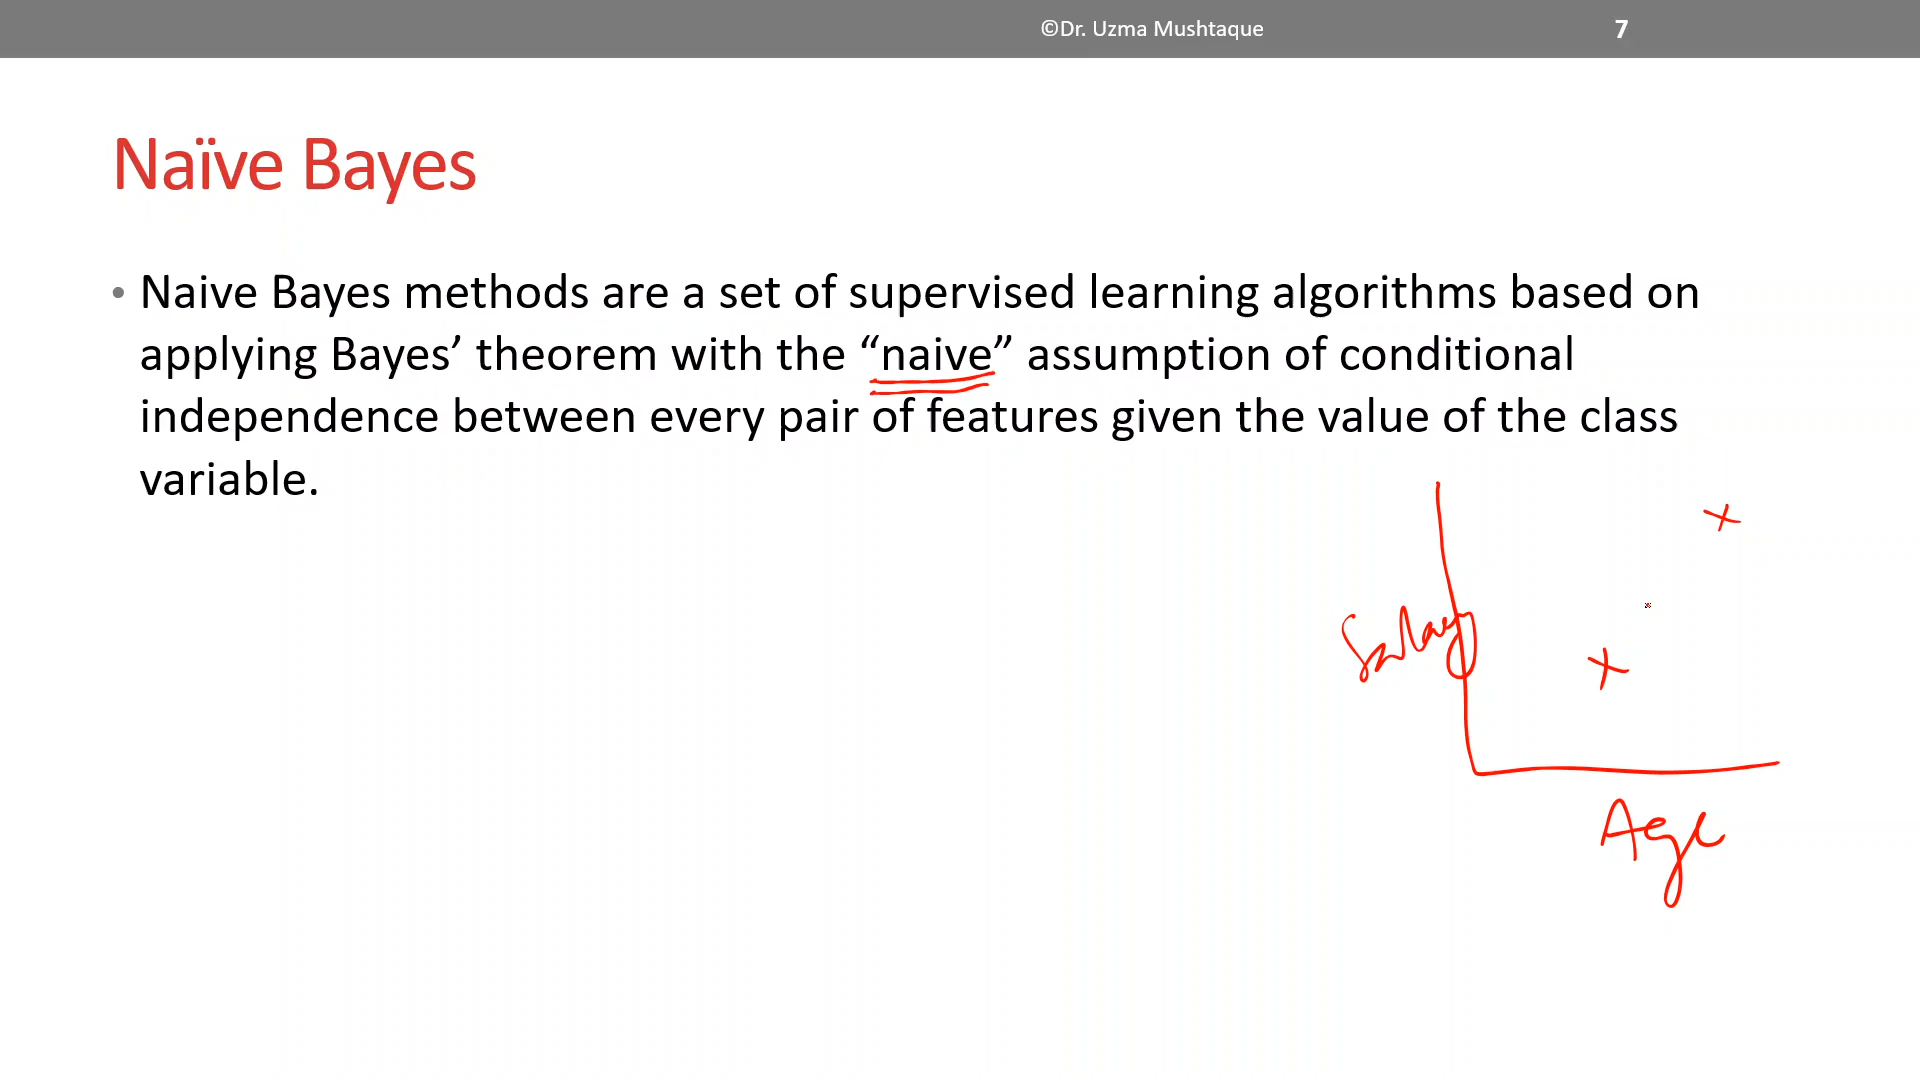 ©Dr. Uzma Mushtaque
7
Naïve Bayes
• Naive Bayes methods are a set of supervised learning algorithms based on
applying Bayes’ theorem with the “naive” assumption of conditional
independence between every pair of features given the value of the class
variable.
Salary
Age